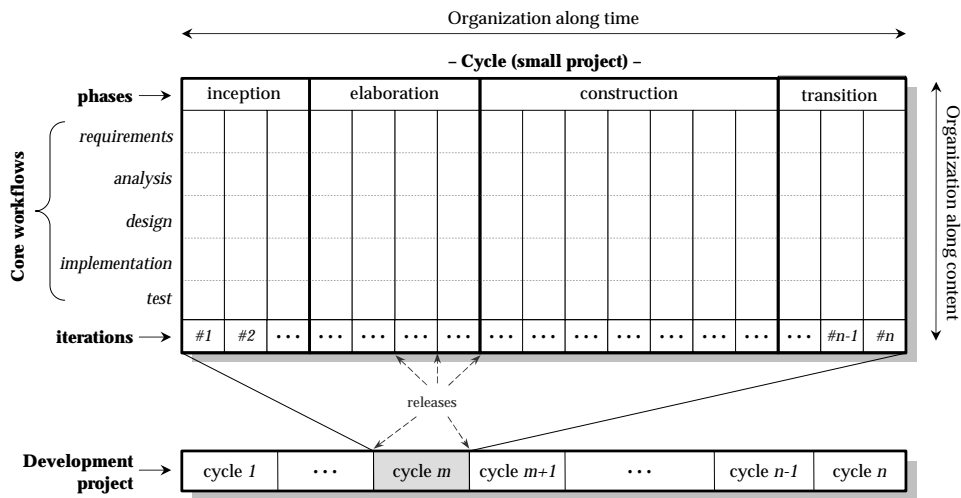 Organization along time
– Cycle (small project) –
phases inception elaboration construction transition
Core workflows
requirements
analysis
design
implementation
test
Organization along content
iterations #1 #2 ••• ••• ••• ••• ••• ••• ••• ••• ••• ••• ••• ••• ••• #n-1 #n
releases
Development
project
cycle 1 ••• cycle m cycle m+1 ••• cycle n-1 cycle n